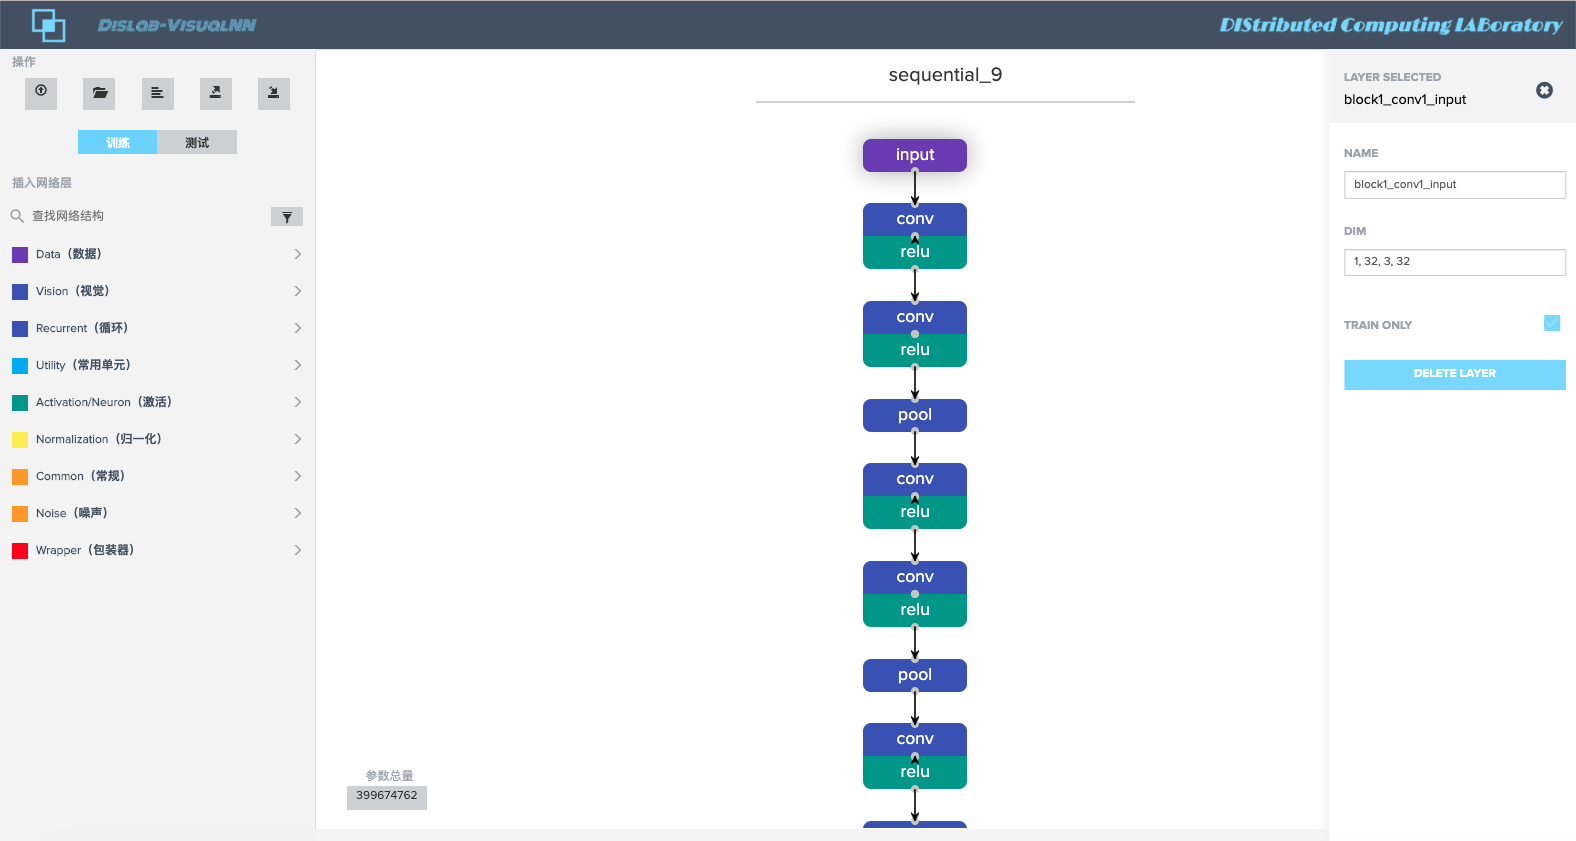 Dislab-VisualNN
DIStributed Computing LABoratory
操作
训练
测试
插入网络层
查找网络结构
Data（数据）
Vision（视觉）
Recurrent（循环）
Utility（常用单元）
Activation/Neuron（激活）
Normalization（归一化）
Common（常规）
Noise（噪声）
Wrapper（包装器）
sequential_9
input
conv
relu
conv
relu
pool
conv
relu
conv
relu
pool
conv
relu
参数总量
399674762
LAYER SELECTED
block1_conv1_input
NAME
block1_conv1_input
DIM
1, 32, 3, 32
TRAIN ONLY
DELETE LAYER